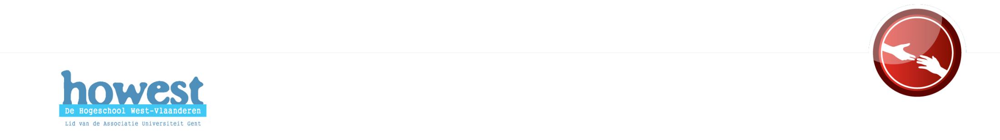 howest
De Hogeschool West-Vlaanderen
Lid van de Associatie Universiteit Gent